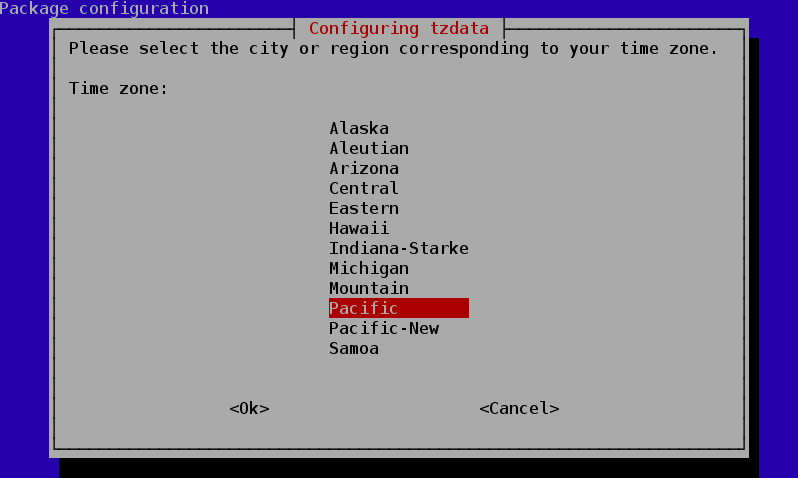 Package configuration
Configuring tzdata
Please select the city or region corresponding to your time zone.
Time zone:
Alaska
Aleutian
Arizona
Central
Eastern
Hawaii
Indiana-Starke
Michigan
Mountain
Pacific
Pacific-New
Samoa
<Ok> <Cancel>